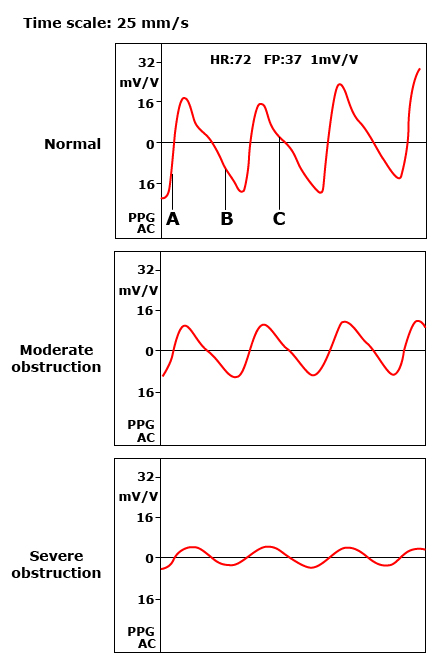 Time scale: 25 mm/s
HR:72 FP:37 1mV/V
32
mV/V
16
Normal
0
16
PPG
AC
A B C
32
mV/V
16
Moderate
obstruction
0
16
PPG
AC
32
mV/V
16
Severe
obstruction
0
16
PPG
AC